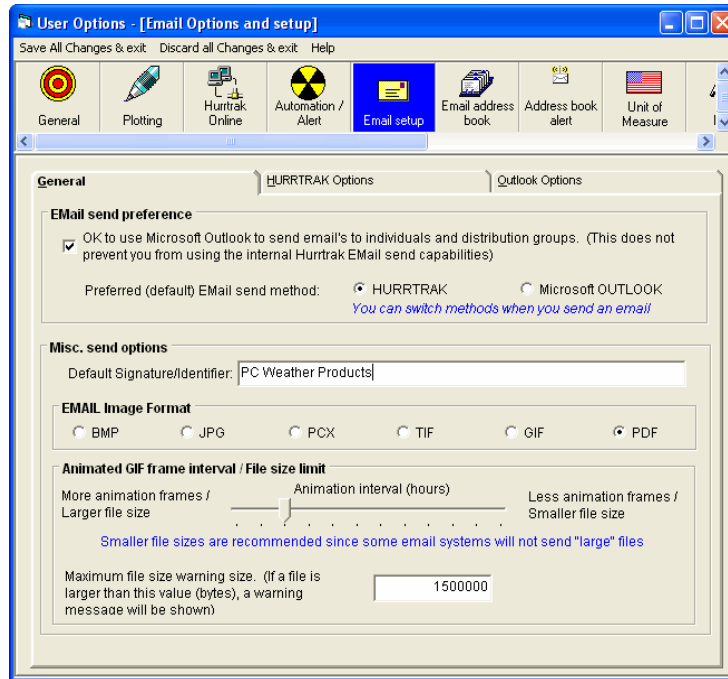 User Options - [Email Options and setup]
Save All Changes & exit Discard all Changes & exit Help
General
Plotting
Hurrtrak
Online
Automation /
Alert
Email setup
Email address
book
Address book
alert
Unit of
Measure
General
HURRTRAK Options
Outlook Options
EMail send preference
OK to use Microsoft Outlook to send email's to individuals and distribution groups. (This does not
prevent you from using the internal Hurrtrak EMail send capabilities)
Preferred (default) EMail send method:
HURRTRAK
Microsoft OUTLOOK
You can switch methods when you send an email
Misc. send options
Default Signature/Identifier: PC Weather Products
EMAIL Image Format
BMP
JPG
PCX
TIF
GIF
PDF
Animated GIF frame interval / File size limit
More animation frames /
Larger file size
Animation interval (hours)
Less animation frames /
Smaller file size
Smaller file sizes are recommended since some email systems will not send "large" files
Maximum file size warning size. (If a file is
larger than this value (bytes), a warning
message will be shown)
1500000